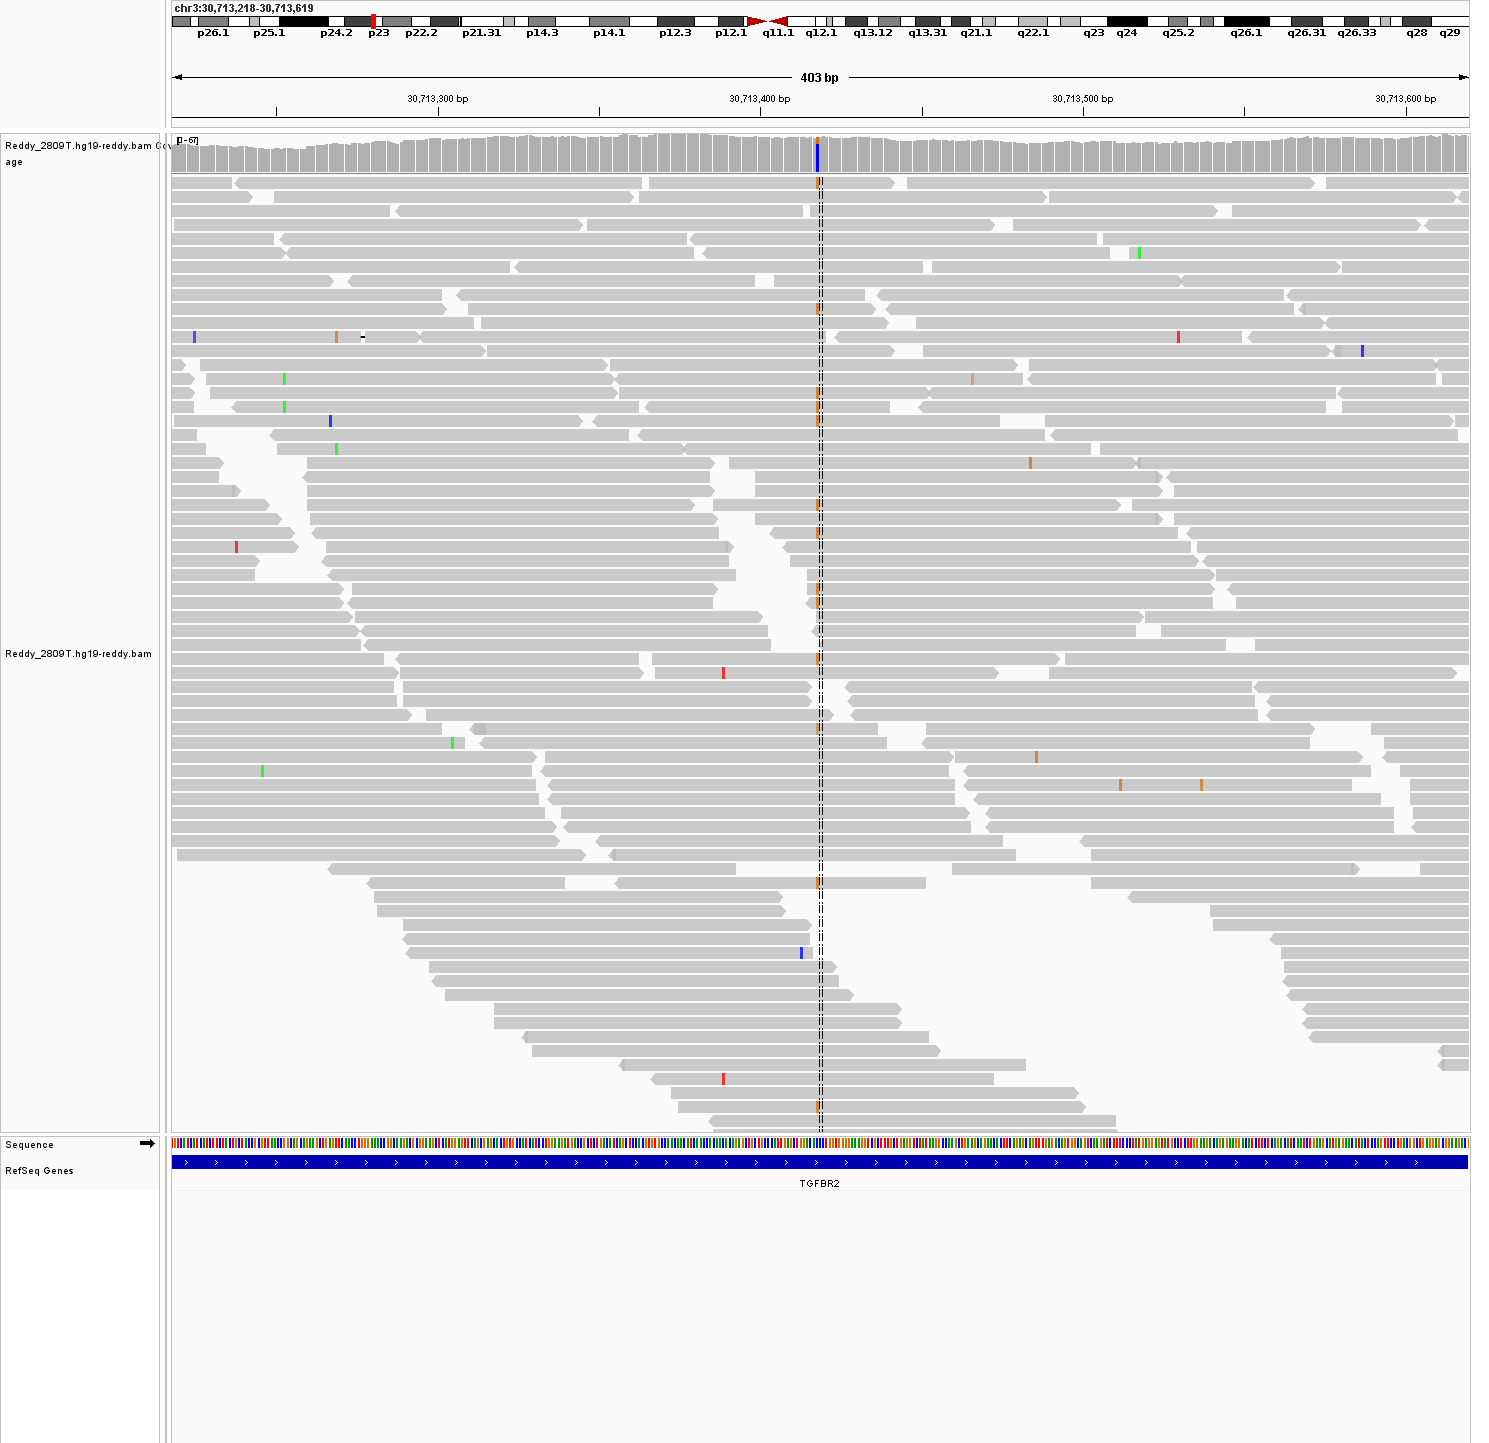 chr3:30,713,218-30,713,619
p26.1 p25.1 p24.2 p23 p22.2 p21.31 p14.3 p14.1 p12.3 p12.1 q11.1 q12.1 q13.12 q13.31 q21.1 q22.1 q23 q24 q25.2 q26.1 q26.31 q26.33 q28 q29
403 bp
30,713,300 bp 30,713,400 bp 30,713,500 bp 30,713,600 bp
[0-67]
Reddy_2809T.hg19-reddy.bam Cov
age
Reddy_2809T.hg19-reddy.bam
Sequence
RefSeq Genes
TGFBR2